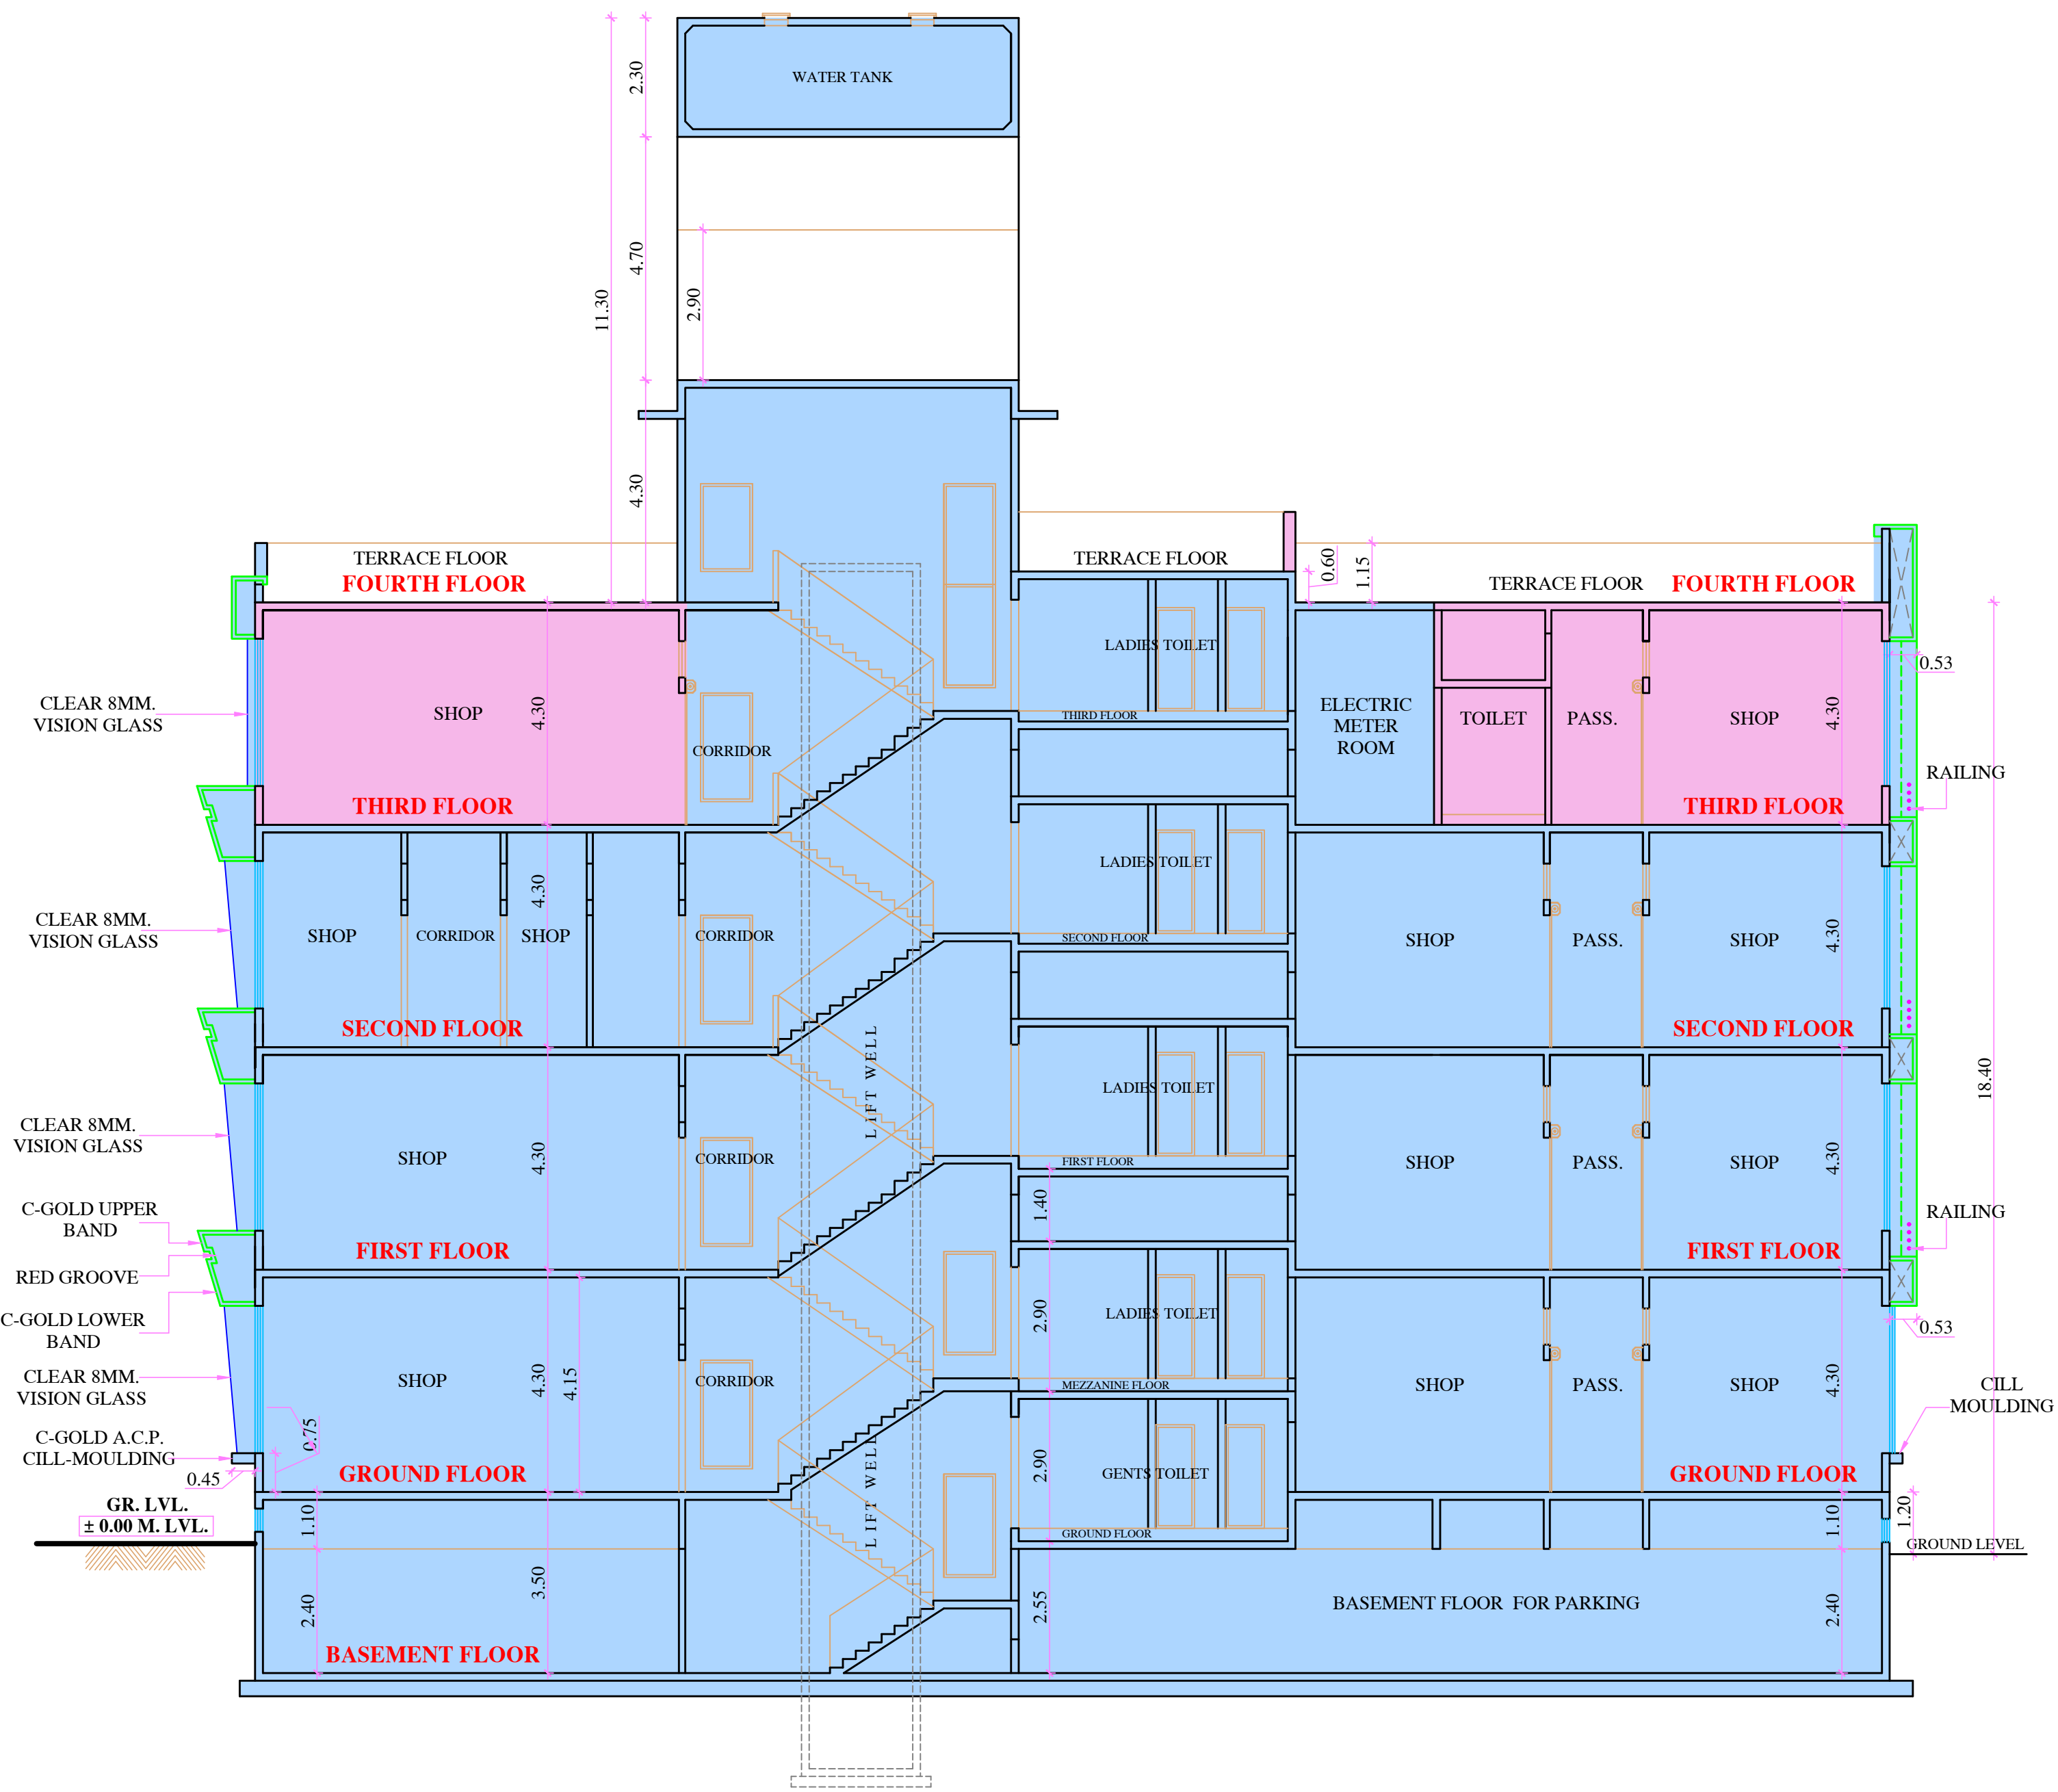 WATER TANK
2.30
4.70
11.30
2.90
4.30
TERRACE FLOOR
FOURTH FLOOR
TERRACE FLOOR
0.60
1.15
TERRACE FLOOR
FOURTH FLOOR
CLEAR 8MM.
VISION GLASS
SHOP
4.30
THIRD FLOOR
CORRIDOR
LADIES TOILET
THIRD FLOOR
ELECTRIC
METER
ROOM
TOILET
PASS.
SHOP
4.30
THIRD FLOOR
0.53
RAILING
CLEAR 8MM.
VISION GLASS
SHOP
CORRIDOR
SHOP
4.30
CORRIDOR
SECOND FLOOR
LADIES TOILET
SECOND FLOOR
SHOP
PASS.
SHOP
4.30
SECOND FLOOR
18.40
LIFT WELL
CLEAR 8MM.
VISION GLASS
SHOP
4.30
CORRIDOR
FIRST FLOOR
LADIES TOILET
FIRST FLOOR
1.40
SHOP
PASS.
SHOP
4.30
FIRST FLOOR
RAILING
C-GOLD UPPER
BAND
RED GROOVE
C-GOLD LOWER
BAND
CLEAR 8MM.
VISION GLASS
SHOP
4.30
4.15
CORRIDOR
2.90
LADIES TOILET
MEZZANINE FLOOR
SHOP
PASS.
SHOP
4.30
0.53
CILL
MOULDING
C-GOLD A.C.P.
CILL-MOULDING
0.75
0.45
GROUND FLOOR
LIFT WELL
2.90
GENTS TOILET
GROUND FLOOR
GROUND FLOOR
GR. LVL.
± 0.00 M. LVL.
1.10
1.10
1.20
GROUND LEVEL
2.40
3.50
BASEMENT FLOOR
2.55
BASEMENT FLOOR FOR PARKING
2.40